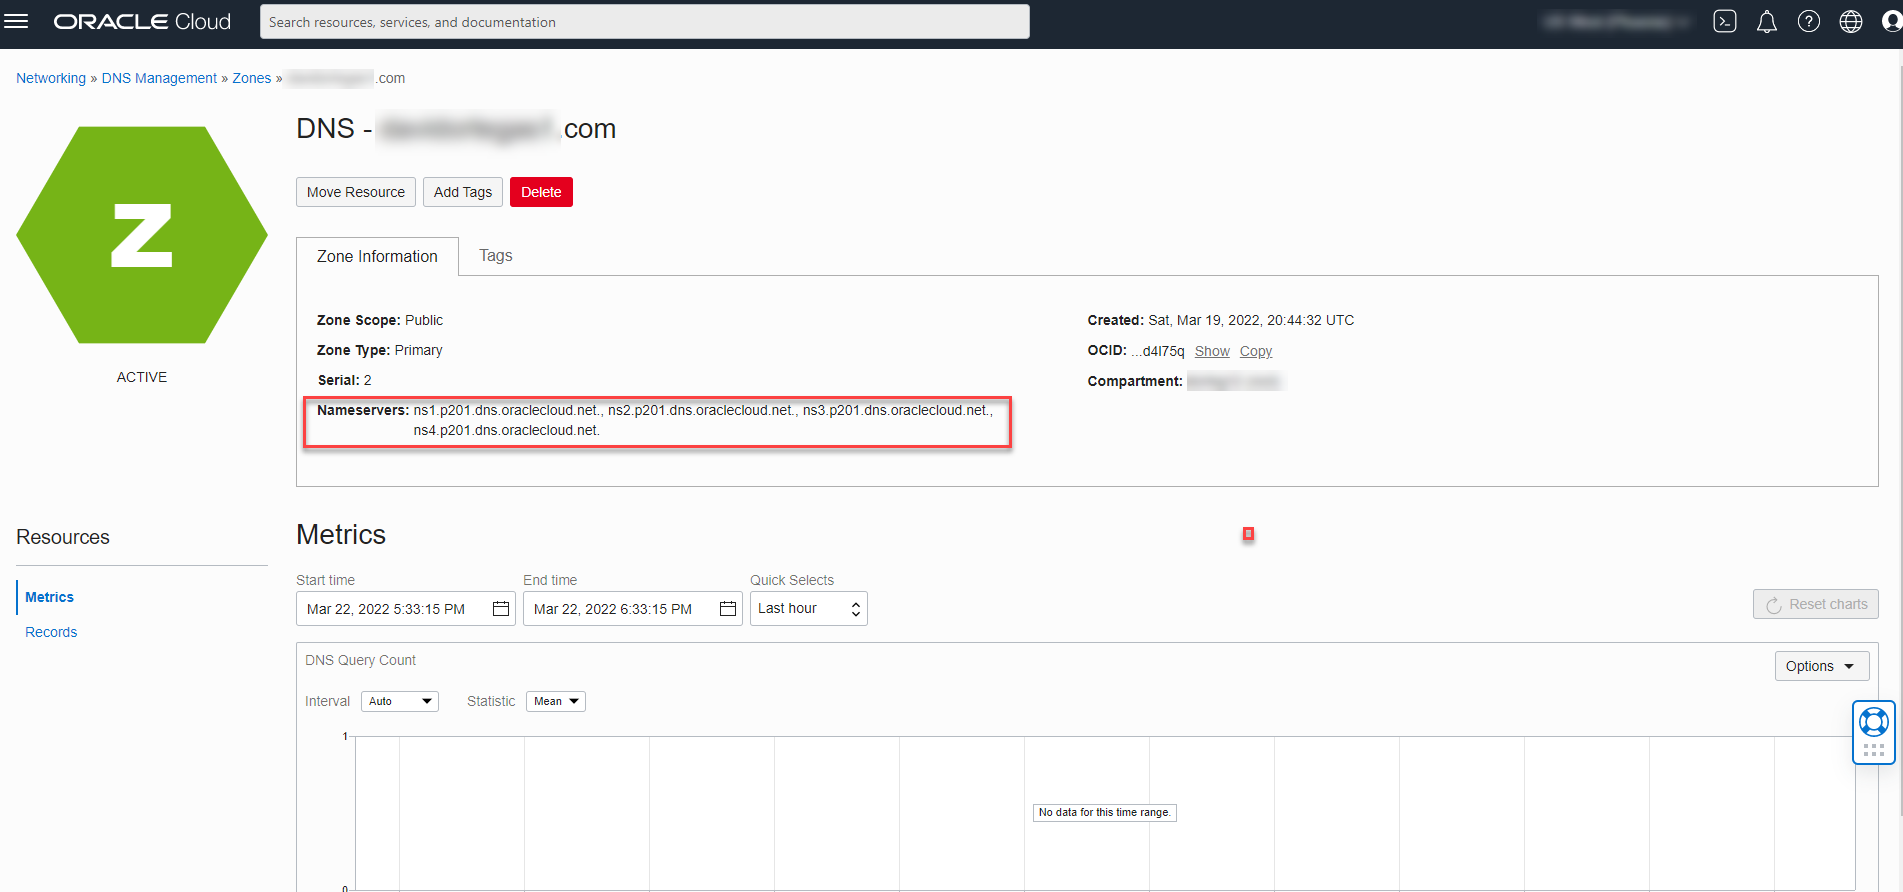 ORACLE Cloud
Search resources, services, and documentation
Networking » DNS Management » Zones » .com
DNS - .com
Move Resource
Add Tags
Delete
Z
ACTIVE
Zone Information
Tags
Zone Scope: Public
Zone Type: Primary
Serial: 2
Nameservers: ns1.p201.dns.oraclecloud.net., ns2.p201.dns.oraclecloud.net., ns3.p201.dns.oraclecloud.net.,
ns4.p201.dns.oraclecloud.net.
Created: Sat, Mar 19, 2022, 20:44:32 UTC
OCID: ...d4l75q Show Copy
Compartment:
Resources
Metrics
Records
Metrics
Start time
End time
Quick Selects
Mar 22, 2022 5:33:15 PM
Mar 22, 2022 6:33:15 PM
Last hour
Reset charts
DNS Query Count
Options
Interval
Auto
Statistic
Mean
1
No data for this time range.
0